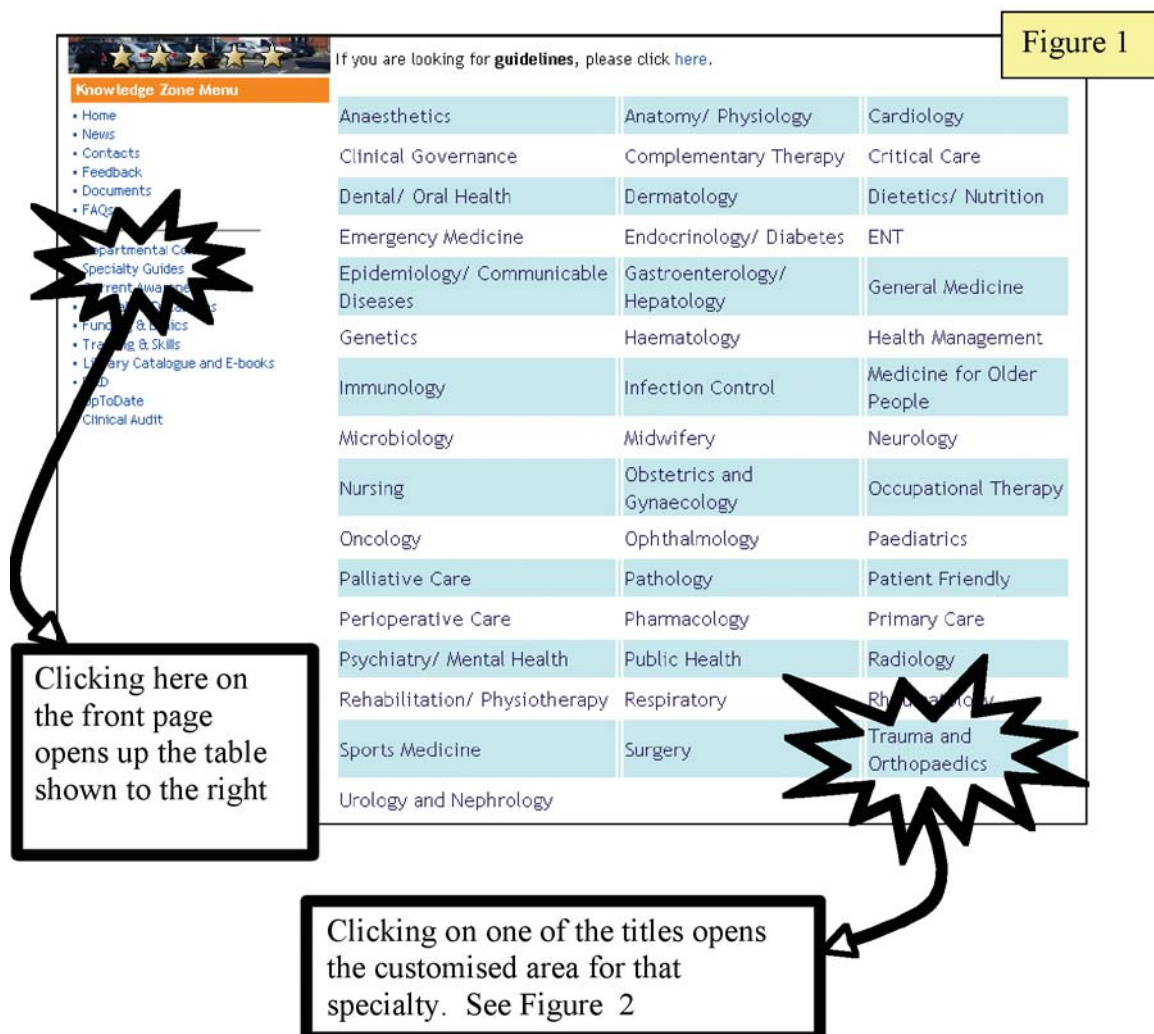 Figure 1
If you are looking for guidelines, please click here.
Knowledge Zone Menu
Home
News
Contacts
Feedback
Documents
FAQs
Specialty Guides
Training & Skills
Library Catalogue and E-books
UpToDate
Clinical Audit
Anaesthetics Anatomy/ Physiology Cardiology
Clinical Governance Complementary Therapy Critical Care
Dental/ Oral Health Dermatology Dietetics/ Nutrition
Emergency Medicine Endocrinology/ Diabetes ENT
Epidemiology/ Communicable Diseases Gastroenterology/ Hepatology General Medicine
Genetics Haematology Health Management
Immunology Infection Control Medicine for Older People
Microbiology Midwifery Neurology
Nursing Obstetrics and Gynaecology Occupational Therapy
Oncology Ophthalmology Paediatrics
Palliative Care Pathology Patient Friendly
Perioperative Care Pharmacology Primary Care
Psychiatry/ Mental Health Public Health Radiology
Rehabilitation/ Physiotherapy Respiratory Rheumatology
Sports Medicine Surgery Trauma and Orthopaedics
Urology and Nephrology
Clicking here on
the front page
opens up the table
shown to the right
Clicking on one of the titles opens
the customised area for that
specialty. See Figure 2